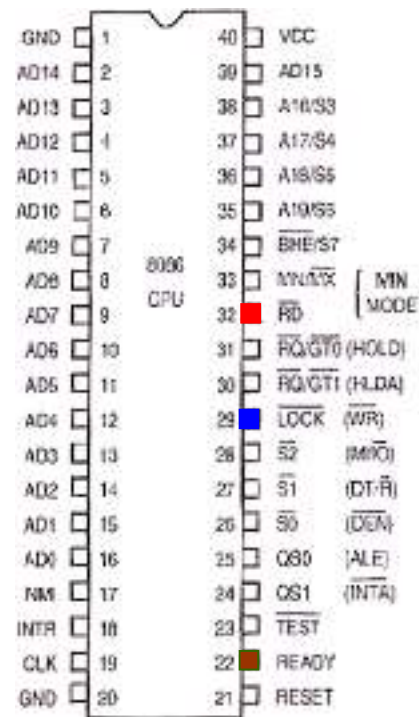 GND 1 40 VCC
AD14 2 39 AD15
AD13 3 38 A16/S3
AD12 4 37 A17/S4
AD11 5 36 A18/S5
AD10 6 35 A19/S6
AD9 7 34 BHE/S7
8086
AD8 8 33 MN/MX MIN
CPU
MODE
AD7 9 32 RD
AD6 10 31 RQ/GT0 (HOLD)
AD5 11 30 RQ/GT1 (HLDA)
AD4 12 29 LOCK (WR)
AD3 13 28 S2 (M/IO)
AD2 14 27 S1 (DT/R)
AD1 15 26 S0 (DEN)
AD0 16 25 QS0 (ALE)
NMI 17 24 QS1 (INTA)
INTR 18 23 TEST
CLK 19 22 READY
GND 20 21 RESET